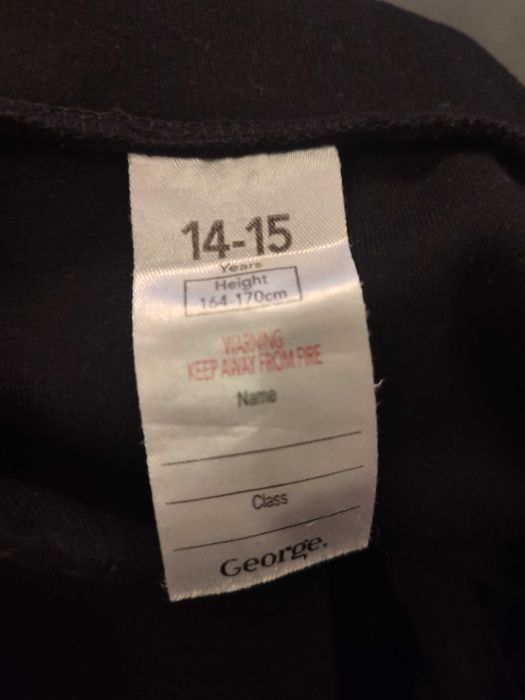 14-15
Years
Height
164-170cm
WARNING
KEEP AWAY FROM FIRE
Name
Class
George.